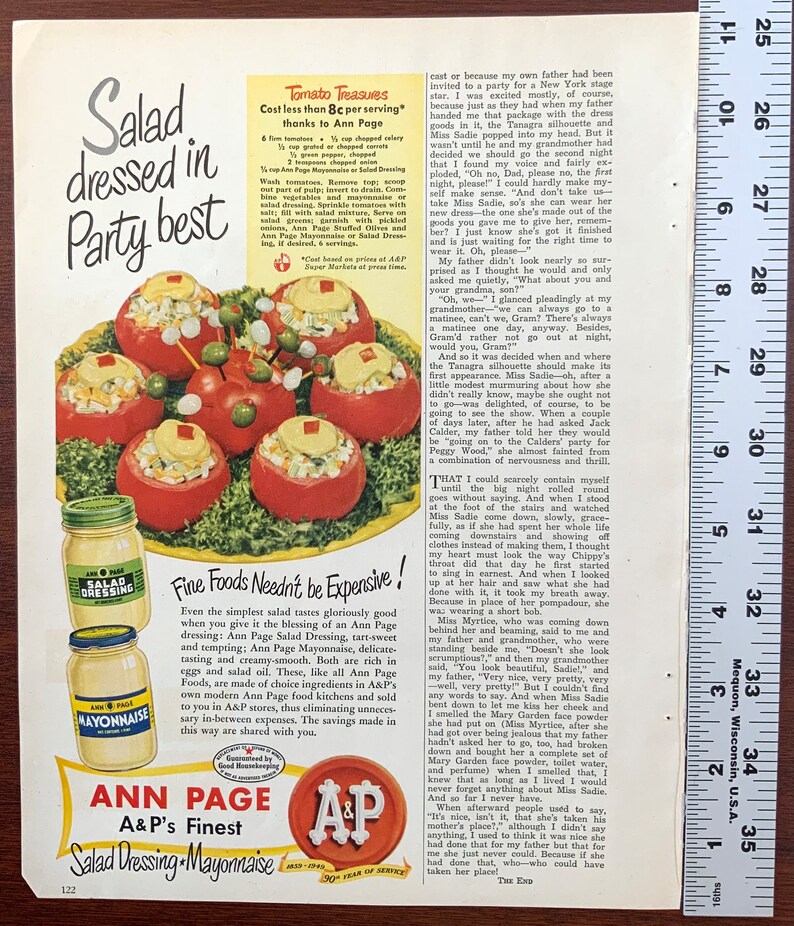 Salad
dressed in
Party best
Tomato Treasures
Cost less than 8c per serving*
thanks to Ann Page
6 firm tomatoes • ½ cup chopped celery
½ cup grated or chopped carrots
½ green pepper, chopped
2 teaspoons chopped onion
¼ cup Ann Page Mayonnaise or Salad Dressing
Wash tomatoes. Remove top; scoop
out part of pulp; invert to drain. Com-
bine vegetables and mayonnaise or
salad dressing. Sprinkle tomatoes with
salt; fill with salad mixture. Serve on
salad greens; garnish with pickled
onions, Ann Page Stuffed Olives and
Ann Page Mayonnaise or Salad Dress-
ing, if desired, 6 servings.
*Cost based on prices at A&P
Super Markets at press time.
ANN PAGE
SALAD
DRESSING
ANN PAGE
MAYONNAISE
Fine Foods Needn't be Expensive!
Even the simplest salad tastes gloriously good
when you give it the blessing of an Ann Page
dressing: Ann Page Salad Dressing, tart-sweet
and tempting; Ann Page Mayonnaise, delicate-
tasting and creamy-smooth. Both are rich in
eggs and salad oil. These, like all Ann Page
Foods, are made of choice ingredients in A&P's
own modern Ann Page food kitchens and sold
to you in A&P stores, thus eliminating unneces-
sary in-between expenses. The savings made in
this way are shared with you.
REPLACEMENT OR REFUND OF MONEY
Guaranteed by
Good Housekeeping
IF NOT AS ADVERTISED THEREIN
ANN PAGE
A&P's Finest
Salad Dressing ★ Mayonnaise
A&P
1859-1949
90th YEAR OF SERVICE
122
cast or because my own father had been
invited to a party for a New York stage
star. I was excited mostly, of course,
because just as they had when my father
handed me that package with the dress
goods in it, the Tanagra silhouette and
Miss Sadie popped into my head. But it
wasn't until he and my grandmother had
decided we should go the second night
that I found my voice and fairly ex-
ploded, "Oh no, Dad, please no, the first
night, please!" I could hardly make my-
self make sense. "And don't take us—
take Miss Sadie, so's she can wear her
new dress—the one she's made out of the
goods you gave me to give her, remem-
ber? I just know she's got it finished
and is just waiting for the right time to
wear it. Oh, please—"
My father didn't look nearly so sur-
prised as I thought he would and only
asked me quietly, "What about you and
your grandma, son?"
"Oh, we—" I glanced pleadingly at my
grandmother—"we can always go to a
matinee, can't we, Gram? There's always
a matinee one day, anyway. Besides,
Gram'd rather not go out at night,
would you, Gram?"
And so it was decided when and where
the Tanagra silhouette should make its
first appearance. Miss Sadie—oh, after a
little modest murmuring about how she
didn't really know, maybe she ought not
to go—was delighted, of course, to be
going to see the show. When a couple
of days later, after he had asked Jack
Calder, my father told her they would
be "going on to the Calders' party for
Peggy Wood," she almost fainted from
a combination of nervousness and thrill.
THAT I could scarcely contain myself
until the big night rolled round
goes without saying. And when I stood
at the foot of the stairs and watched
Miss Sadie come down, slowly, grace-
fully, as if she had spent her whole life
coming downstairs and showing off
clothes instead of making them, I thought
my heart must look the way Chippy's
throat did that day he first started
to sing in earnest. And when I looked
up at her hair and saw what she had
done with it, it took my breath away.
Because in place of her pompadour, she
was wearing a short bob.
Miss Myrtice, who was coming down
behind her and beaming, said to me and
my father and grandmother, who were
standing beside me, "Doesn't she look
scrumptious?," and then my grandmother
said, "You look beautiful, Sadie!," and
my father, "Very nice, very pretty, very
—well, very pretty!" But I couldn't find
any words to say. And when Miss Sadie
bent down to let me kiss her cheek and
I smelled the Mary Garden face powder
she had put on (Miss Myrtice, after she
had got over being jealous that my father
hadn't asked her to go, too, had broken
down and bought her a complete set of
Mary Garden face powder, toilet water,
and perfume) when I smelled that, I
knew that as long as I lived I would
never forget anything about Miss Sadie.
And so far I never have.
When afterward people used to say,
"It's nice, isn't it, that she's taken his
mother's place?," although I didn't say
anything, I used to think it was nice she
had done that for my father but that for
me she just never could. Because if she
had done that, who—who could have
taken her place!
THE END
11 10 9 8 7 6 5 4 3 2 1
16ths
25 26 27 28 29 30 31 32 33 34 35
Mequon, Wisconsin, U.S.A.